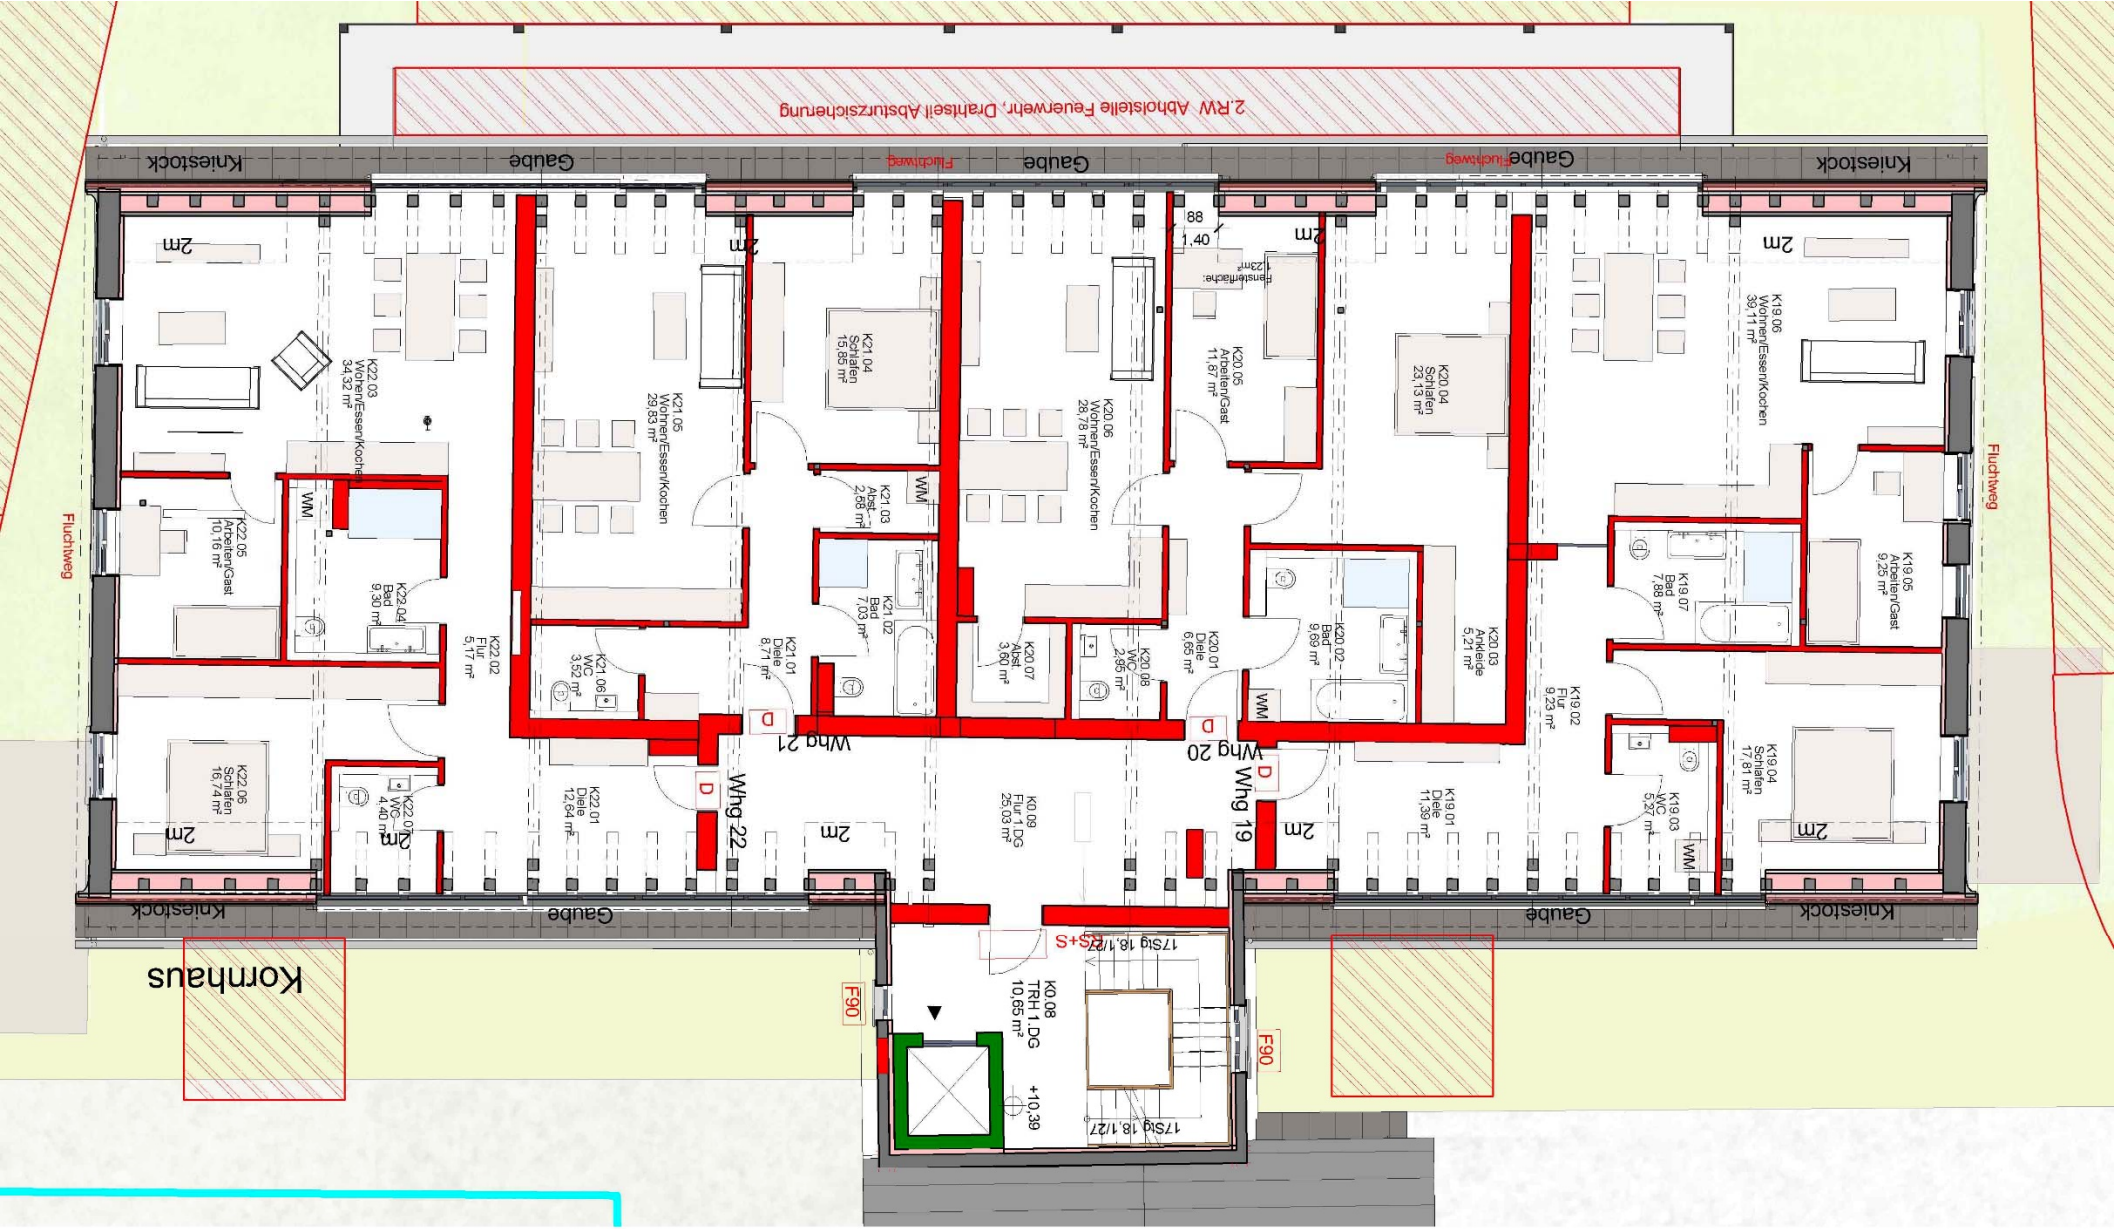 2.RW Abholstelle Feuerwehr, Drahtseil Absturzsicherung
Kniestock
Gaube
Fluchtweg
Gaube
Fluchtweg
Gaube
Kniestock
2m
2m
88
1,40
2m
2m
Fensterfläche:
1,23m²
K22.03
Wohen/Essen/Kochen
34,32 m²
K21.05
Wohnen/Essen/Kochen
29,83 m²
K21.04
Schlafen
15,85 m²
K20.06
Wohnen/Essen/Kochen
28,78 m²
K20.05
Arbeiten/Gast
11,87 m²
K20.04
Schlafen
23,13 m²
K19.06
Wohnen/Essen/Kochen
39,11 m²
Fluchtweg
Fluchtweg
K22.05
Arbeiten/Gast
10,16 m²
WM
K22.04
Bad
9,30 m²
K22.02
Flur
5,17 m²
K21.03
Abst.
2,68 m²
WM
K21.02
Bad
7,03 m²
K21.01
Diele
8,71 m²
K21.06
WC
3,52 m²
K20.07
Abst.
3,60 m²
K20.08
WC
2,95 m²
K20.01
Diele
6,65 m²
K20.02
Bad
9,69 m²
WM
K20.03
Ankleide
5,21 m²
K19.07
Bad
7,88 m²
K19.05
Arbeiten/Gast
9,25 m²
K19.02
Flur
9,23 m²
D
Whg 21
D
Whg 20
D
Whg 22
D
Whg 19
K22.06
Schlafen
16,74 m²
2m
K22.07
WC
4,40 m²
2m
K22.01
Diele
12,64 m²
2m
K0.09
Flur 1.DG
25,03 m²
2m
K19.01
Diele
11,39 m²
K19.03
WC
5,27 m²
WM
K19.04
Schlafen
17,81 m²
2m
Kniestock
Gaube
Gaube
Kniestock
Kornhaus
RS+S
17Stg 18,1/27
F90
K0.08
TRH 1.DG
10,65 m²
F90
+10,39
17Stg 18,1/27